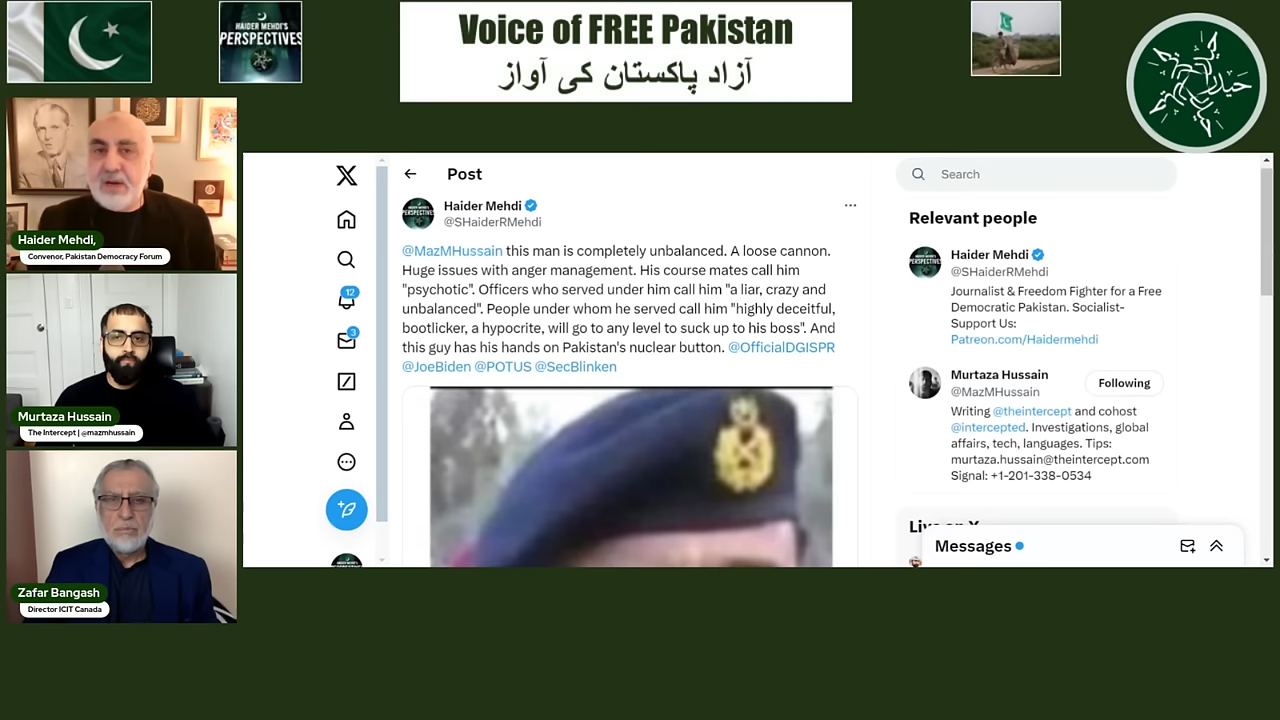 HAIDER MEHDI'S
PERSPECTIVES
Voice of FREE Pakistan
آزاد پاکستان کی آواز
Haider Mehdi,
Convenor, Pakistan Democracy Forum
Murtaza Hussain
The Intercept | @mazmhussain
Zafar Bangash
Director ICIT Canada
12
3
Post
Haider Mehdi
@SHaiderRMehdi
@MazMHussain this man is completely unbalanced. A loose cannon.
Huge issues with anger management. His course mates call him
"psychotic". Officers who served under him call him "a liar, crazy and
unbalanced". People under whom he served call him "highly deceitful,
bootlicker, a hypocrite, will go to any level to suck up to his boss". And
this guy has his hands on Pakistan's nuclear button. @OfficialDGISPR
@JoeBiden @POTUS @SecBlinken
Search
Relevant people
Haider Mehdi
@SHaiderRMehdi
Journalist & Freedom Fighter for a Free
Democratic Pakistan. Socialist-
Support Us:
Patreon.com/Haidermehdi
Murtaza Hussain
@MazMHussain
Following
Writing @theintercept and cohost
@intercepted. Investigations, global
affairs, tech, languages. Tips:
murtaza.hussain@theintercept.com
Signal: +1-201-338-0534
Live on X
Messages